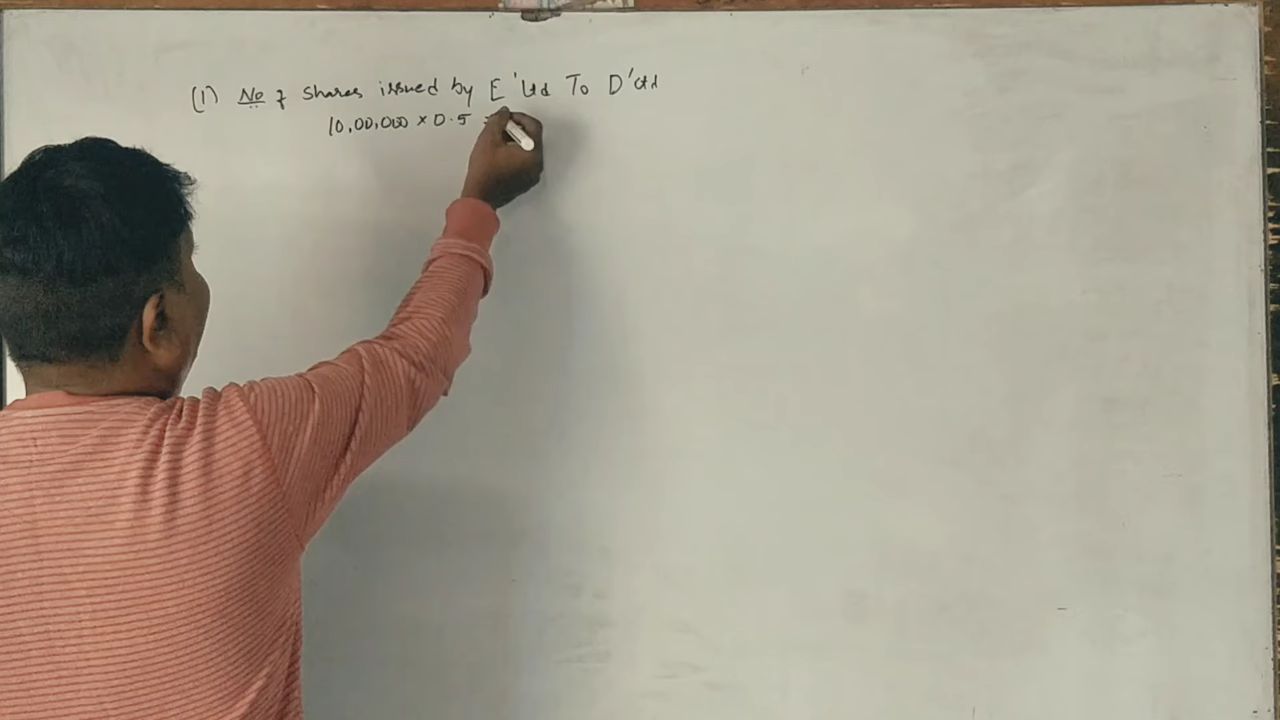 (1) No of shares issued by E'Ltd To D'Ltd
10,00,000 × 0.5 =